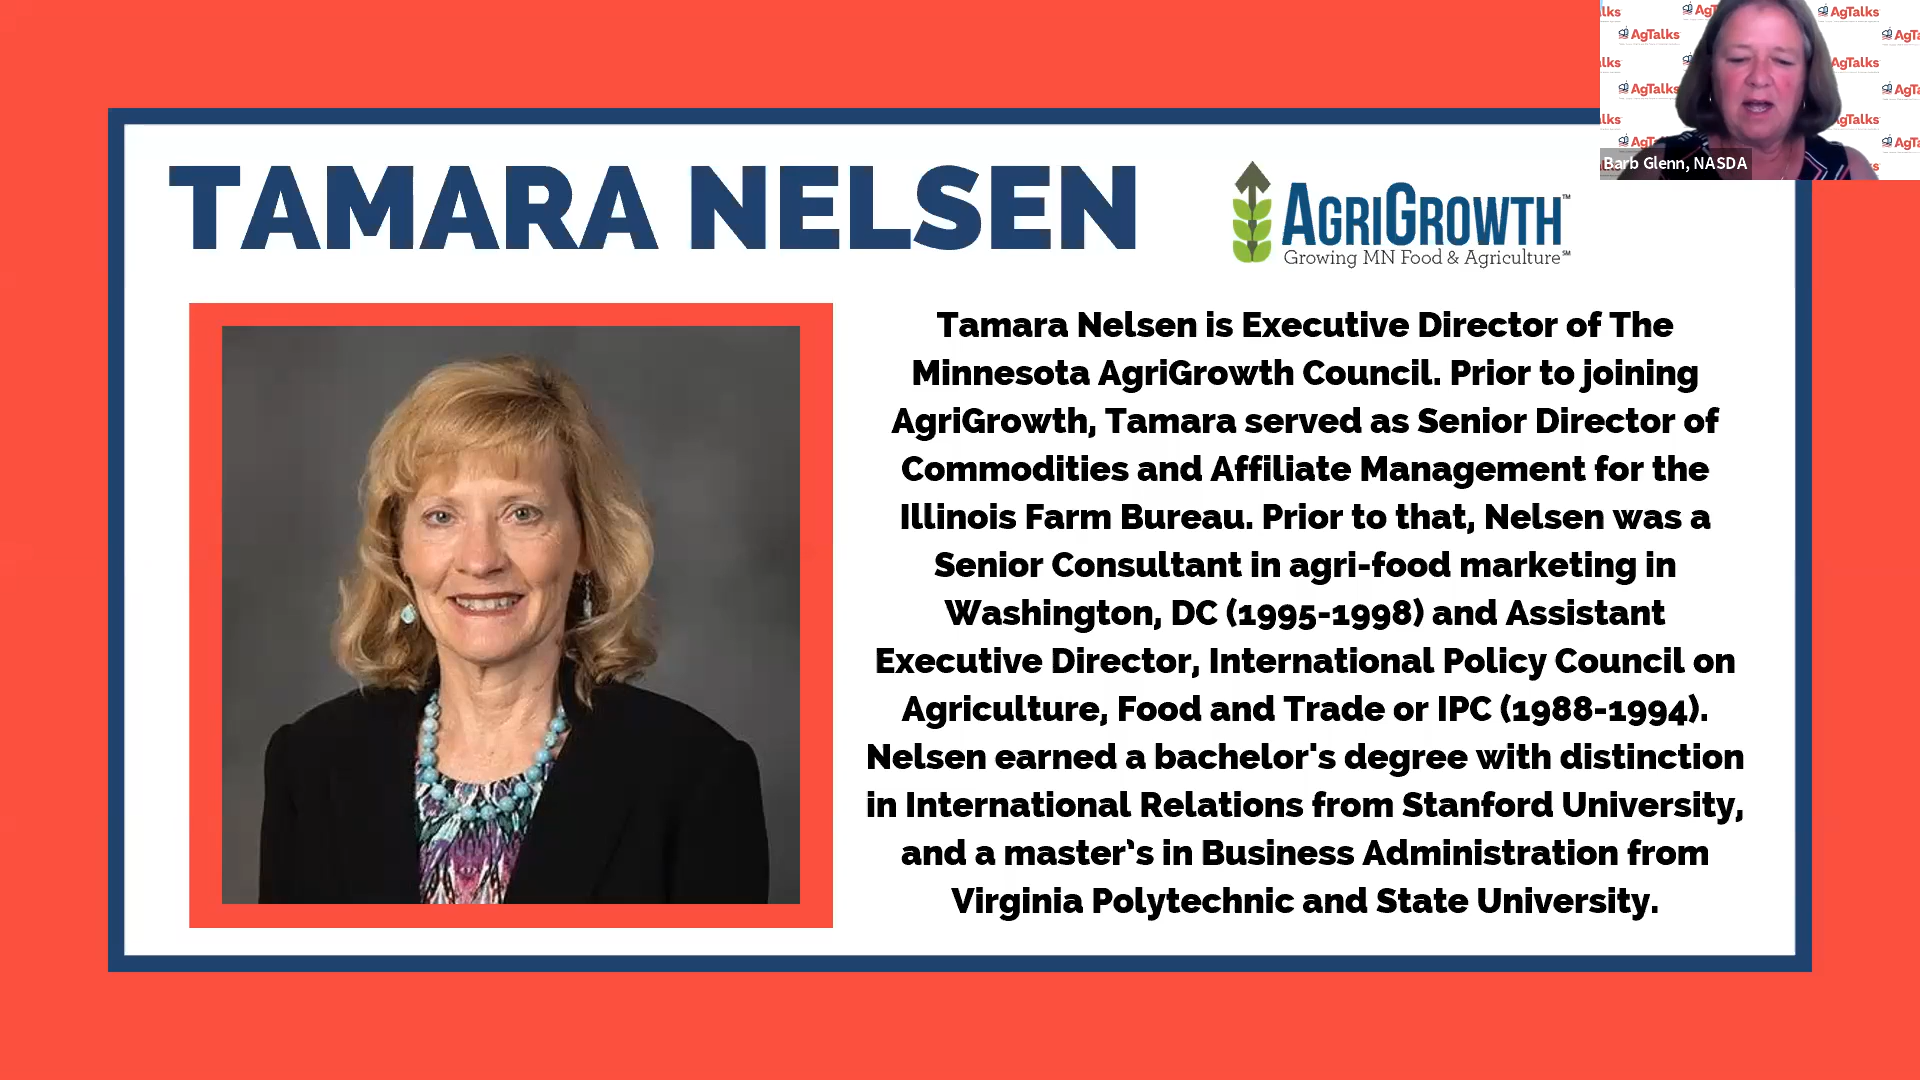 TAMARA NELSEN
AGRIGROWTH™
Growing MN Food & Agriculture℠
Tamara Nelsen is Executive Director of The
Minnesota AgriGrowth Council. Prior to joining
AgriGrowth, Tamara served as Senior Director of
Commodities and Affiliate Management for the
Illinois Farm Bureau. Prior to that, Nelsen was a
Senior Consultant in agri-food marketing in
Washington, DC (1995-1998) and Assistant
Executive Director, International Policy Council on
Agriculture, Food and Trade or IPC (1988-1994).
Nelsen earned a bachelor's degree with distinction
in International Relations from Stanford University,
and a master's in Business Administration from
Virginia Polytechnic and State University.
AgTalks
AgTalks
AgTalks
Barb Glenn, NASDA